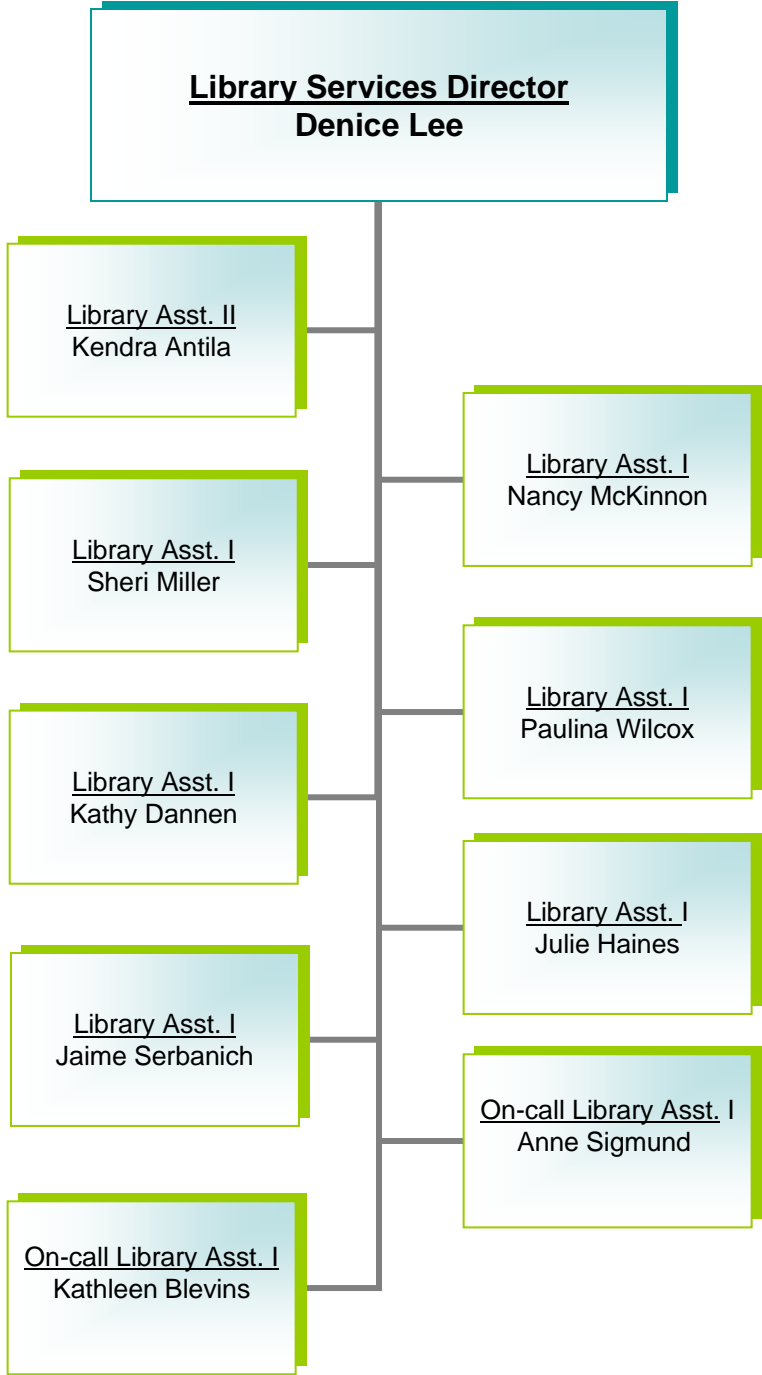 Library Services Director
Denice Lee
Library Asst. II
Kendra Antila
Library Asst. I
Nancy McKinnon
Library Asst. I
Sheri Miller
Library Asst. I
Paulina Wilcox
Library Asst. I
Kathy Dannen
Library Asst. I
Julie Haines
Library Asst. I
Jaime Serbanich
On-call Library Asst. I
Anne Sigmund
On-call Library Asst. I
Kathleen Blevins